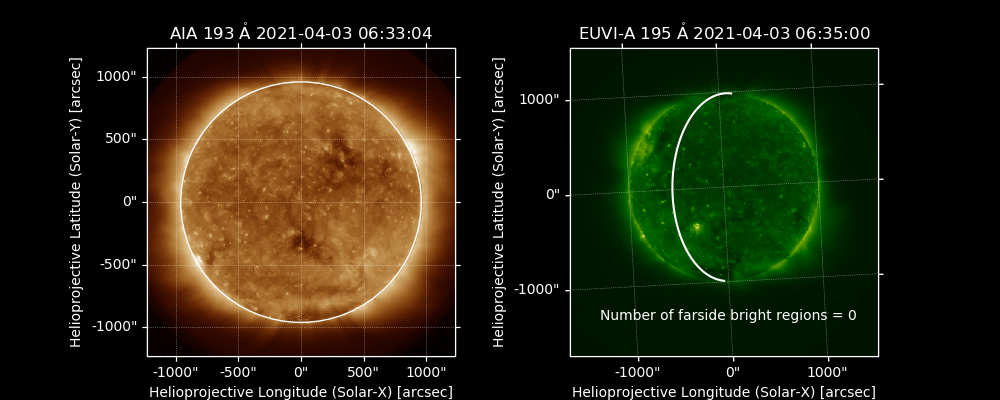 AIA 193 Å 2021-04-03 06:33:04
Helioprojective Latitude (Solar-Y) [arcsec]
1000"
500"
0"
-500"
-1000"
-1000"
-500"
0"
500"
1000"
Helioprojective Longitude (Solar-X) [arcsec]
EUVI-A 195 Å 2021-04-03 06:35:00
Helioprojective Latitude (Solar-Y) [arcsec]
1000"
0"
-1000"
Number of farside bright regions = 0
-1000"
0"
1000"
Helioprojective Longitude (Solar-X) [arcsec]